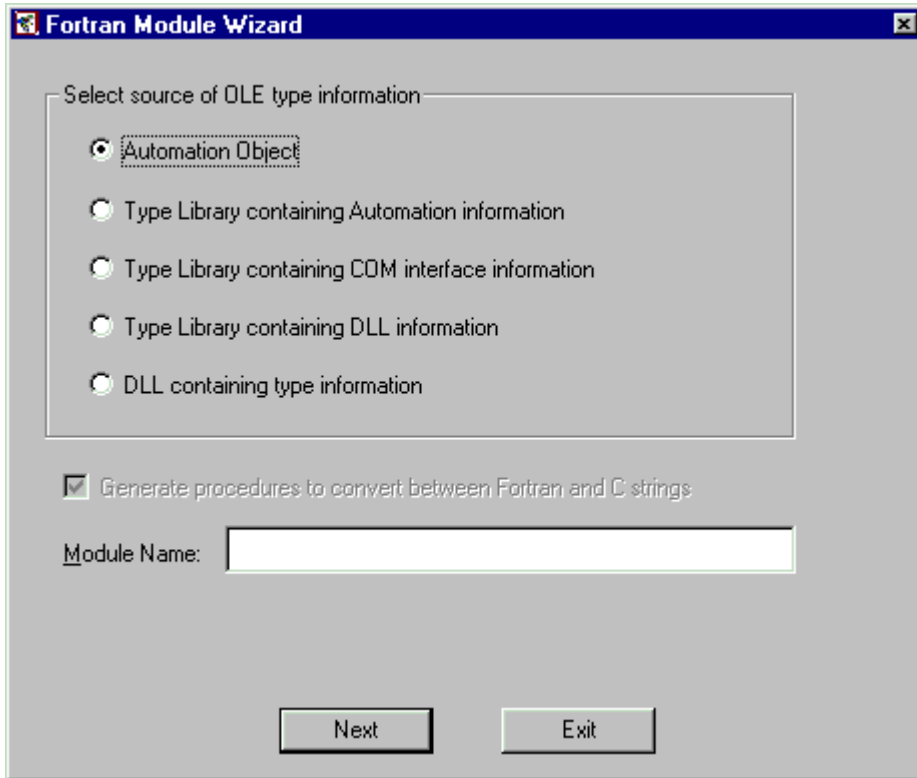 Fortran Module Wizard
Select source of OLE type information
Automation Object
Type Library containing Automation information
Type Library containing COM interface information
Type Library containing DLL information
DLL containing type information
Generate procedures to convert between Fortran and C strings
Module Name:
Next Exit